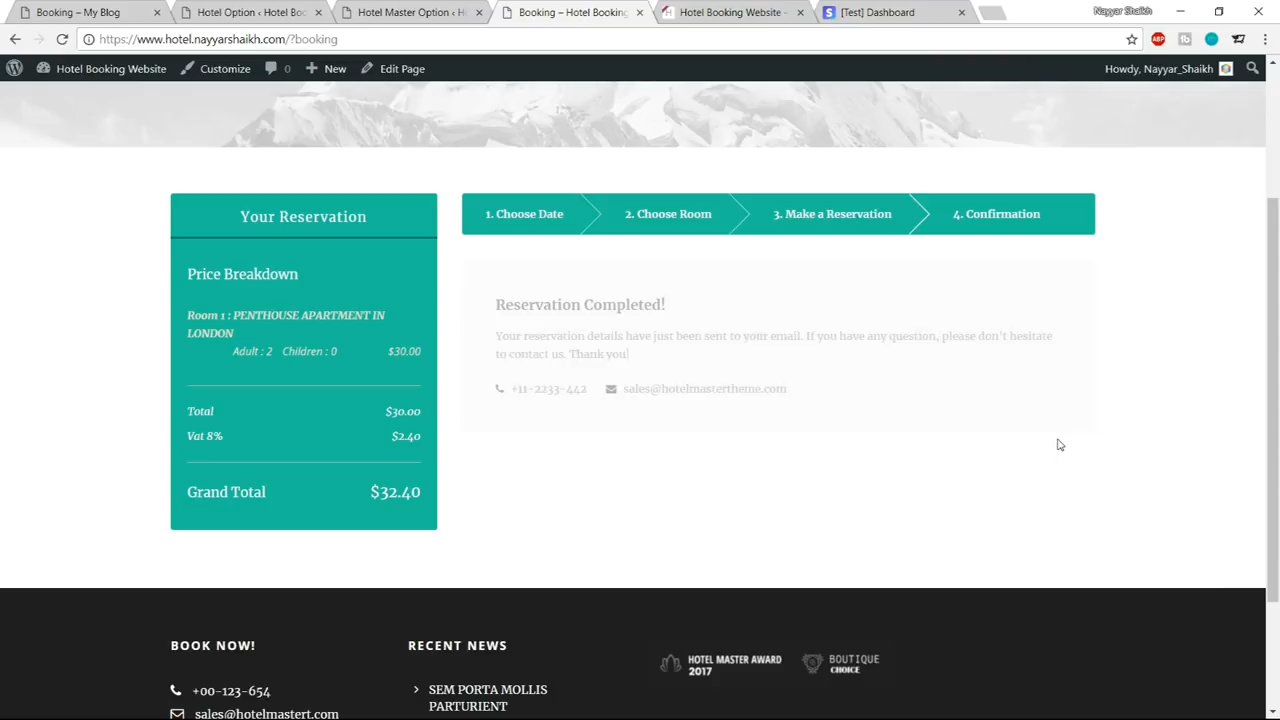 Booking – My Blog
Hotel Option ‹ Hotel Boo
Hotel Master Option ‹ H
Booking – Hotel Booking
Hotel Booking Website -
[Test] Dashboard
Nayyar Shaikh
https://www.hotel.nayyarshaikh.com/?booking
Hotel Booking Website
Customize
0
New
Edit Page
Howdy, Nayyar_Shaikh
Your Reservation
1. Choose Date
2. Choose Room
3. Make a Reservation
4. Confirmation
Price Breakdown
Room 1 : PENTHOUSE APARTMENT IN
LONDON
Adult : 2 Children : 0 $30.00
Total $30.00
Vat 8% $2.40
Grand Total $32.40
Reservation Completed!
Your reservation details have just been sent to your email. If you have any question, please don't hesitate
to contact us. Thank you!
+11-2233-442 sales@hotelmastertheme.com
BOOK NOW!
+00-123-654
sales@hotelmastert.com
RECENT NEWS
SEM PORTA MOLLIS
PARTURIENT
HOTEL MASTER AWARD
2017
BOUTIQUE
CHOICE